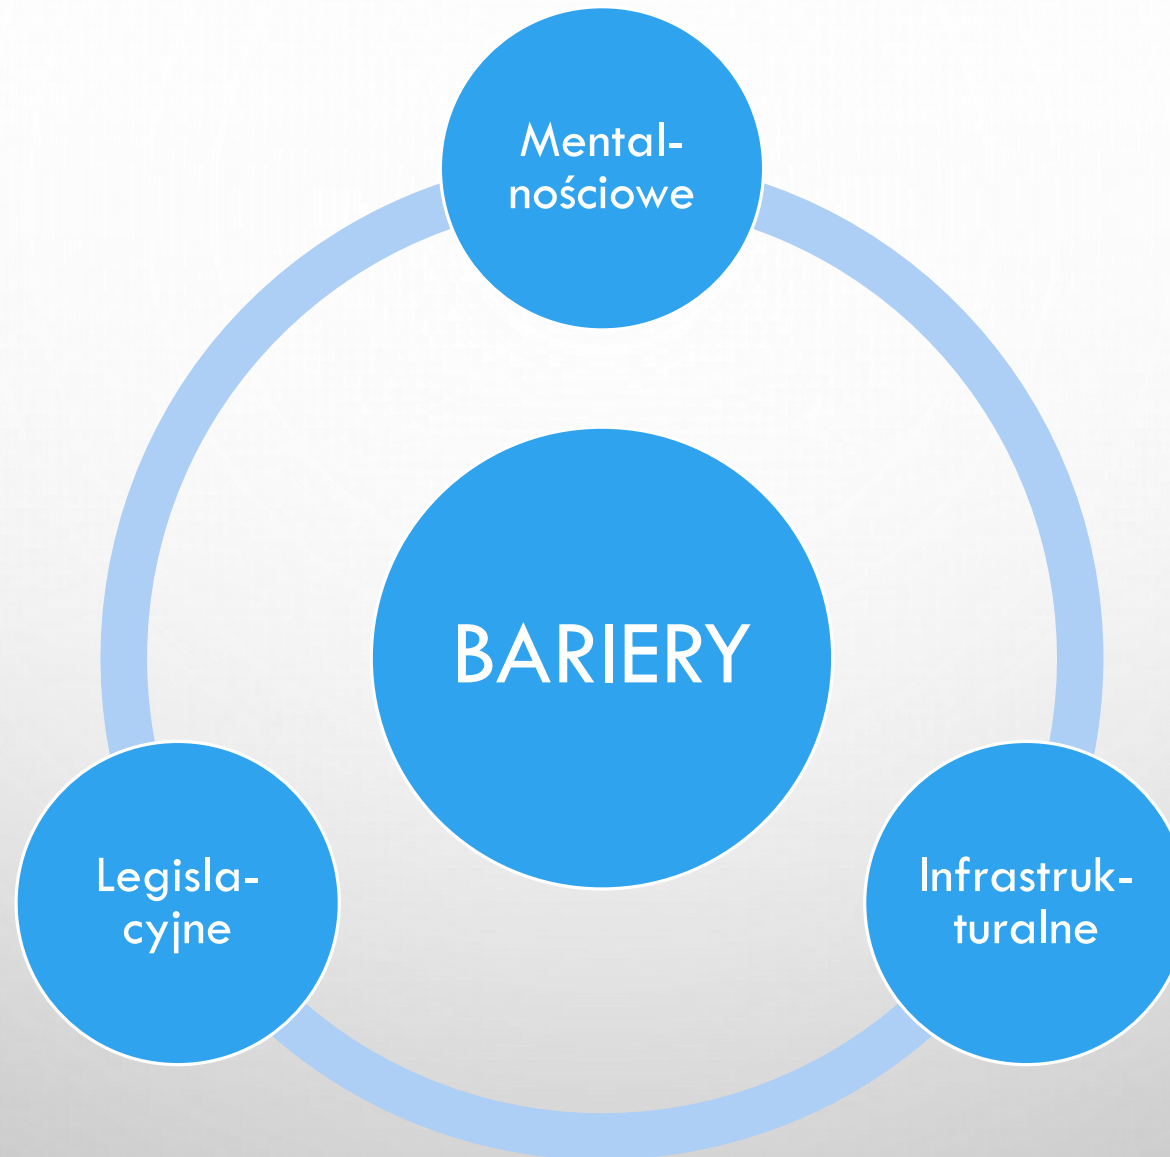 Mental-
nościowe
BARIERY
Legisla-
cyjne
Infrastruk-
turalne